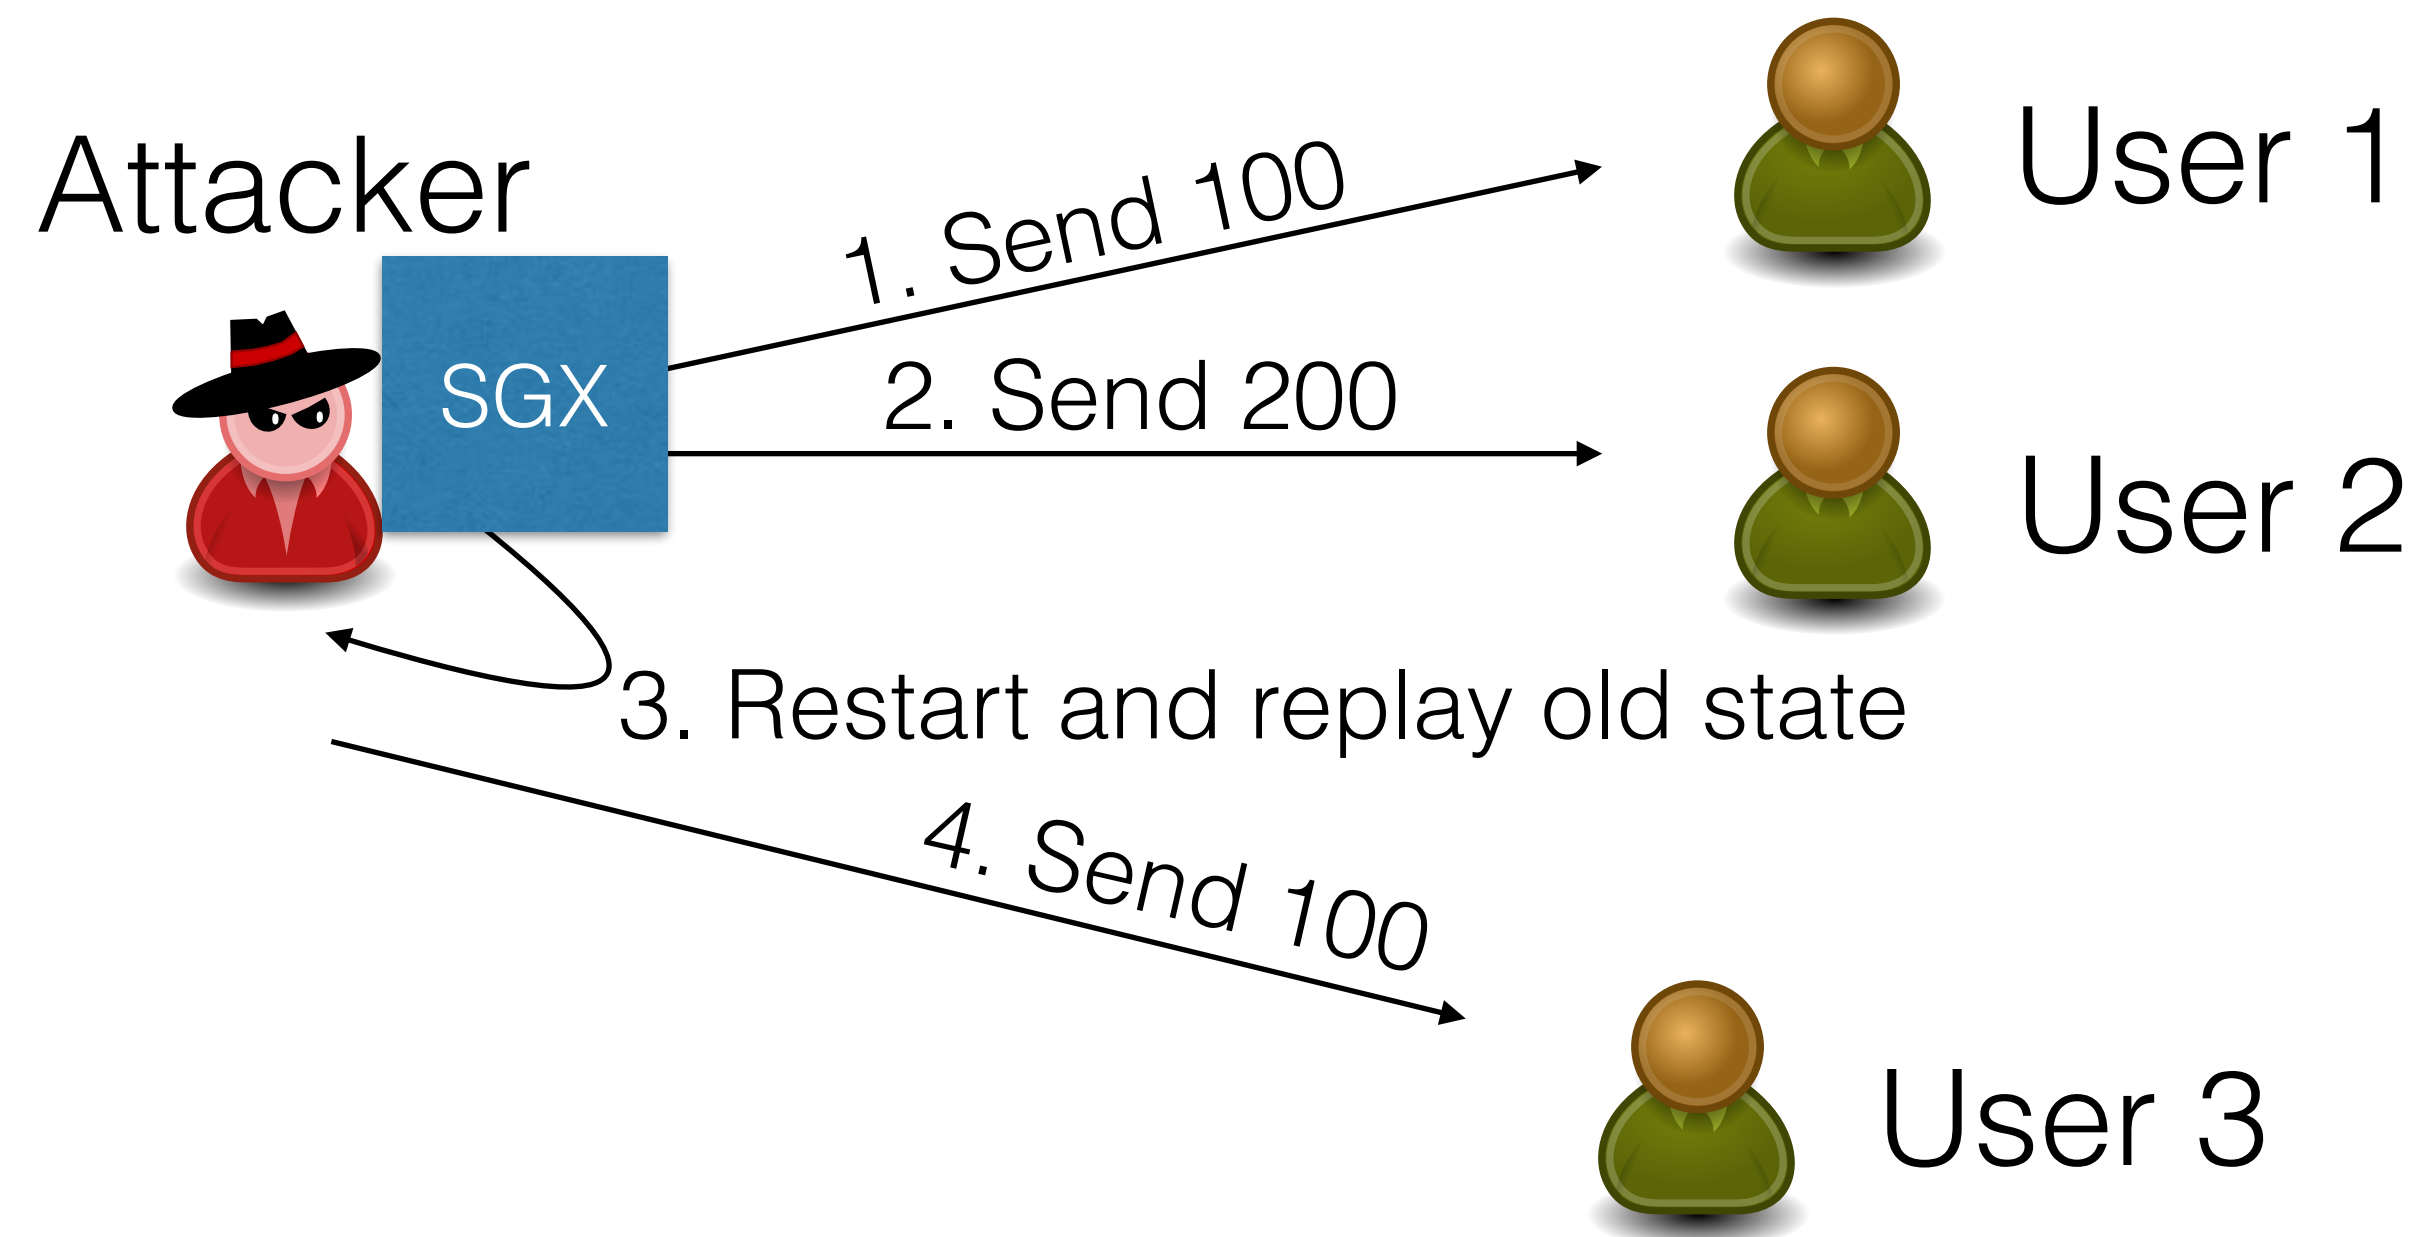 Attacker
SGX
1. Send 100
User 1
2. Send 200
User 2
3. Restart and replay old state
4. Send 100
User 3